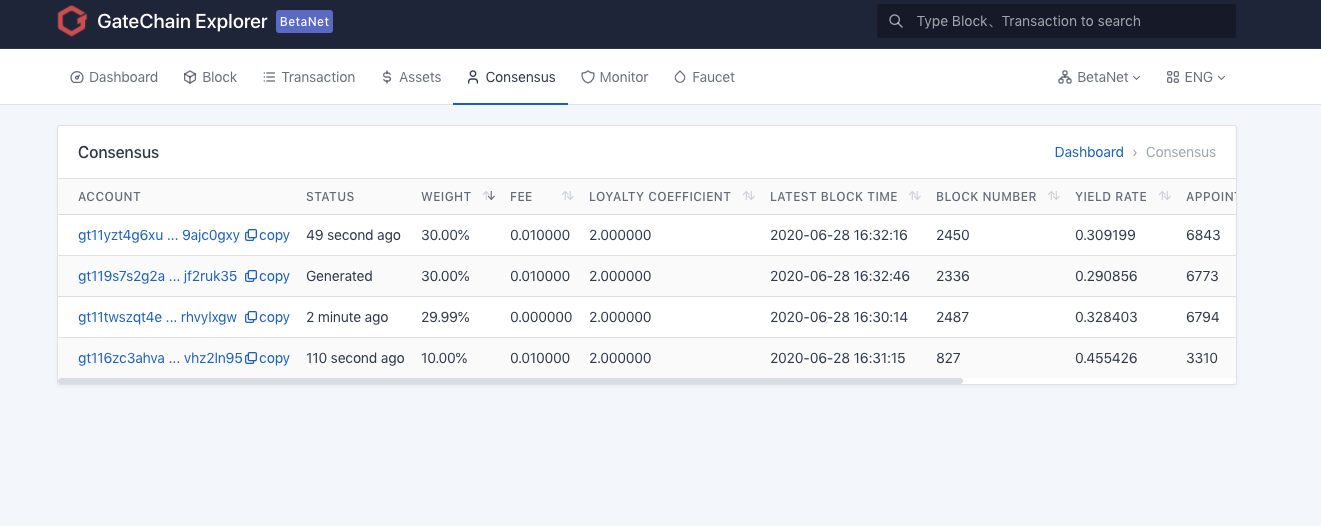 GateChain Explorer BetaNet Type Block、Transaction to search
Dashboard Block Transaction Assets Consensus Monitor Faucet BetaNet ENG
Consensus Dashboard › Consensus
ACCOUNT STATUS WEIGHT FEE LOYALTY COEFFICIENT LATEST BLOCK TIME BLOCK NUMBER YIELD RATE APPOINT
gt11yzt4g6xu ... 9ajc0gxy copy 49 second ago 30.00% 0.010000 2.000000 2020-06-28 16:32:16 2450 0.309199 6843
gt119s7s2g2a ... jf2ruk35 copy Generated 30.00% 0.010000 2.000000 2020-06-28 16:32:46 2336 0.290856 6773
gt11twszqt4e ... rhvylxgw copy 2 minute ago 29.99% 0.000000 2.000000 2020-06-28 16:30:14 2487 0.328403 6794
gt116zc3ahva ... vhz2ln95 copy 110 second ago 10.00% 0.010000 2.000000 2020-06-28 16:31:15 827 0.455426 3310